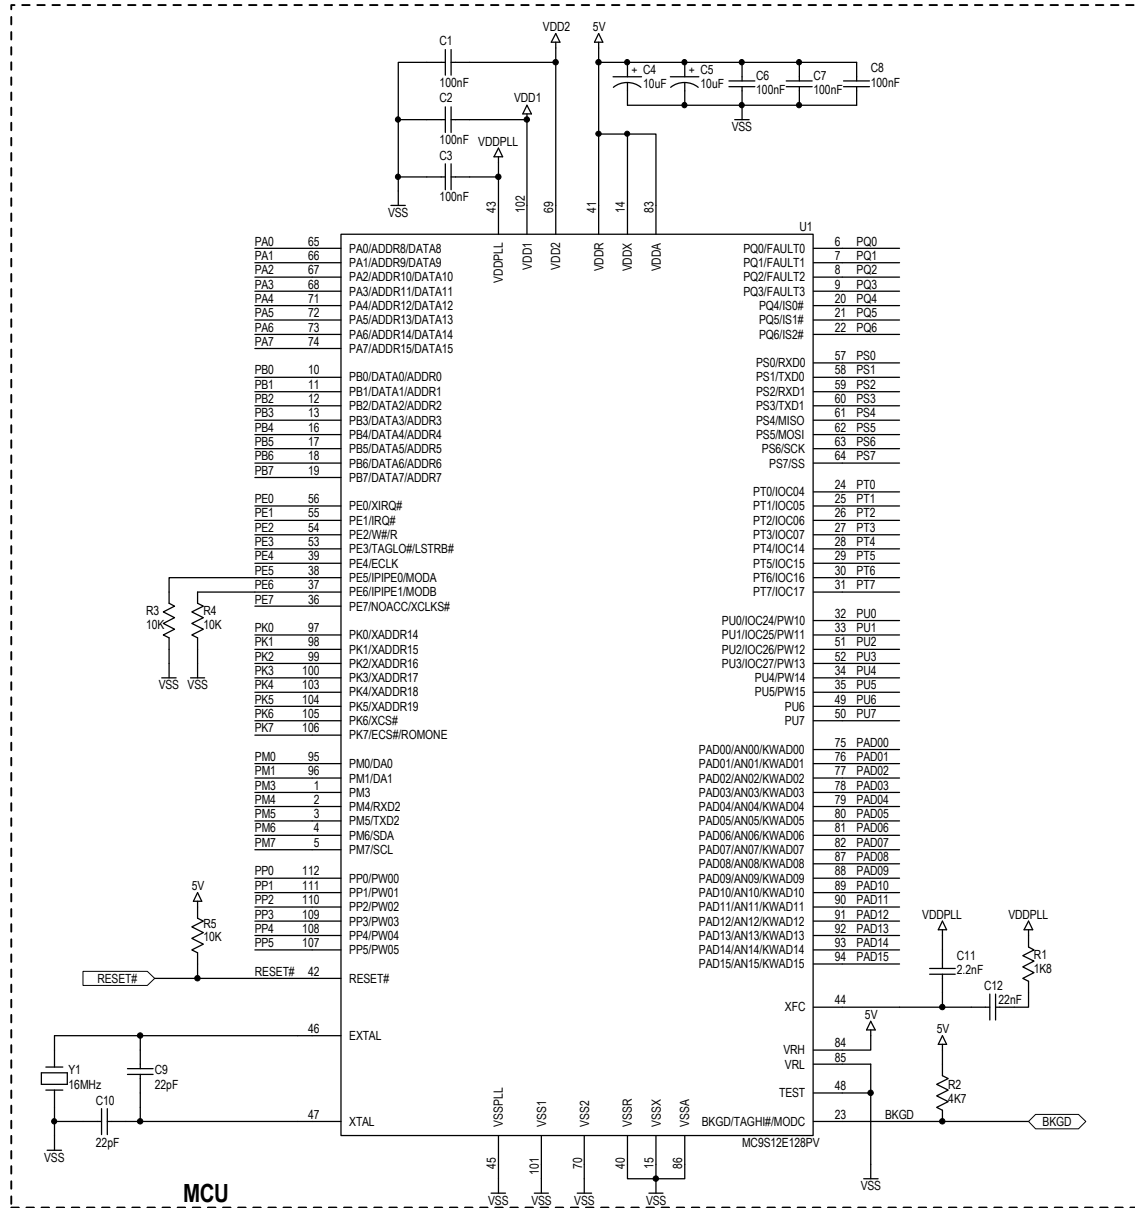 VDD2
5V
C1
100nF
C2
100nF
C3
100nF
VDD1
VDDPLL
VSS
C4
10uF
C5
10uF
C6
100nF
C7
100nF
C8
100nF
VSS
43
102
69
41
14
83
U1
VDDPLL
VDD1
VDD2
VDDR
VDDX
VDDA
PA0 65 PA0/ADDR8/DATA8
PA1 66 PA1/ADDR9/DATA9
PA2 67 PA2/ADDR10/DATA10
PA3 68 PA3/ADDR11/DATA11
PA4 71 PA4/ADDR12/DATA12
PA5 72 PA5/ADDR13/DATA13
PA6 73 PA6/ADDR14/DATA14
PA7 74 PA7/ADDR15/DATA15
PB0 10 PB0/DATA0/ADDR0
PB1 11 PB1/DATA1/ADDR1
PB2 12 PB2/DATA2/ADDR2
PB3 13 PB3/DATA3/ADDR3
PB4 16 PB4/DATA4/ADDR4
PB5 17 PB5/DATA5/ADDR5
PB6 18 PB6/DATA6/ADDR6
PB7 19 PB7/DATA7/ADDR7
PE0 56 PE0/XIRQ#
PE1 55 PE1/IRQ#
PE2 54 PE2/W#/R
PE3 53 PE3/TAGLO#/LSTRB#
PE4 39 PE4/ECLK
PE5 38 PE5/IPIPE0/MODA
PE6 37 PE6/IPIPE1/MODB
PE7 36 PE7/NOACC/XCLKS#
R3
10K
R4
10K
VSS
VSS
PK0 97 PK0/XADDR14
PK1 98 PK1/XADDR15
PK2 99 PK2/XADDR16
PK3 100 PK3/XADDR17
PK4 103 PK4/XADDR18
PK5 104 PK5/XADDR19
PK6 105 PK6/XCS#
PK7 106 PK7/ECS#/ROMONE
PM0 95 PM0/DA0
PM1 96 PM1/DA1
PM3 1 PM3
PM4 2 PM4/RXD2
PM5 3 PM5/TXD2
PM6 4 PM6/SDA
PM7 5 PM7/SCL
PP0 112 PP0/PW00
PP1 111 PP1/PW01
PP2 110 PP2/PW02
PP3 109 PP3/PW03
PP4 108 PP4/PW04
PP5 107 PP5/PW05
5V
R5
10K
RESET#
RESET# 42 RESET#
46 EXTAL
Y1
16MHz
C9
22pF
C10
22pF
47 XTAL
VSS
PQ0/FAULT0 6 PQ0
PQ1/FAULT1 7 PQ1
PQ2/FAULT2 8 PQ2
PQ3/FAULT3 9 PQ3
PQ4/IS0# 20 PQ4
PQ5/IS1# 21 PQ5
PQ6/IS2# 22 PQ6
PS0/RXD0 57 PS0
PS1/TXD0 58 PS1
PS2/RXD1 59 PS2
PS3/TXD1 60 PS3
PS4/MISO 61 PS4
PS5/MOSI 62 PS5
PS6/SCK 63 PS6
PS7/SS 64 PS7
PT0/IOC04 24 PT0
PT1/IOC05 25 PT1
PT2/IOC06 26 PT2
PT3/IOC07 27 PT3
PT4/IOC14 28 PT4
PT5/IOC15 29 PT5
PT6/IOC16 30 PT6
PT7/IOC17 31 PT7
PU0/IOC24/PW10 32 PU0
PU1/IOC25/PW11 33 PU1
PU2/IOC26/PW12 51 PU2
PU3/IOC27/PW13 52 PU3
PU4/PW14 34 PU4
PU5/PW15 35 PU5
PU6 49 PU6
PU7 50 PU7
PAD00/AN00/KWAD00 75 PAD00
PAD01/AN01/KWAD01 76 PAD01
PAD02/AN02/KWAD02 77 PAD02
PAD03/AN03/KWAD03 78 PAD03
PAD04/AN04/KWAD04 79 PAD04
PAD05/AN05/KWAD05 80 PAD05
PAD06/AN06/KWAD06 81 PAD06
PAD07/AN07/KWAD07 82 PAD07
PAD08/AN08/KWAD08 87 PAD08
PAD09/AN09/KWAD09 88 PAD09
PAD10/AN10/KWAD10 89 PAD10
PAD11/AN11/KWAD11 90 PAD11
PAD12/AN12/KWAD12 91 PAD12
PAD13/AN13/KWAD13 92 PAD13
PAD14/AN14/KWAD14 93 PAD14
PAD15/AN15/KWAD15 94 PAD15
VDDPLL
VDDPLL
C11
2.2nF
R1
1K8
C12
22nF
XFC 44
5V
VRH 84
VRL 85
5V
R2
4K7
TEST 48
BKGD/TAGHI#/MODC 23 BKGD
BKGD
MC9S12E128PV
VSSPLL
VSS1
VSS2
VSSR
VSSX
VSSA
45
101
70
40
15
86
VSS
VSS
VSS
VSS
VSS
MCU